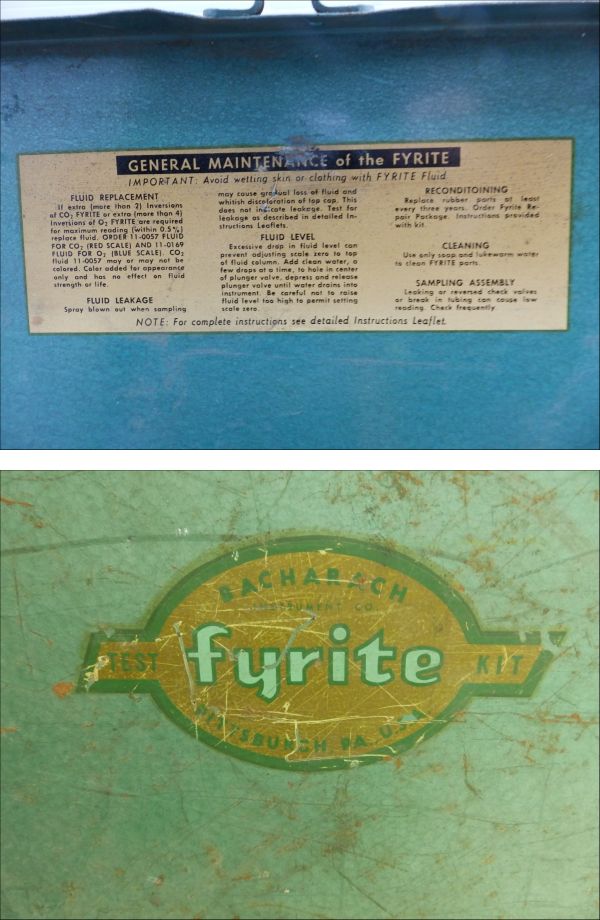 GENERAL MAINTENANCE of the FYRITE
IMPORTANT: Avoid wetting skin or clothing with FYRITE Fluid.
FLUID REPLACEMENT
If extra (more than 2) Inversions
of CO2 FYRITE or extra (more than 4)
Inversions of O2 FYRITE are required
for maximum reading (within 0.5%)
replace fluid. ORDER 11-0057 FLUID
FOR CO2 (RED SCALE) AND 11-0169
FLUID FOR O2 (BLUE SCALE). CO2
fluid 11-0057 may or may not be
colored. Color added for appearance
only and has no effect on fluid
strength or life.
FLUID LEAKAGE
Spray blown out when sampling
may cause gradual loss of fluid and
whitish discoloration of top cap. This
does not indicate leakage. Test for
leakage as described in detailed In-
structions Leaflets.
FLUID LEVEL
Excessive drop in fluid level can
prevent adjusting scale zero to top
of fluid column. Add clean water, a
few drops at a time, to hole in center
of plunger valve, depress and release
plunger valve until water drains into
instrument. Be careful not to raise
fluid level too high to permit setting
scale zero.
RECONDITOINING
Replace rubber parts at least
every three years. Order Fyrite Re-
pair Package. Instructions provided
with kit.
CLEANING
Use only soap and lukewarm water
to clean FYRITE parts.
SAMPLING ASSEMBLY
Leaking or reversed check valves
or break in tubing can cause low
reading. Check frequently.
NOTE: For complete instructions see detailed Instructions Leaflet.
BACHARACH
INSTRUMENT CO.
TEST fyrite KIT
PITTSBURGH PA. U.S.A.